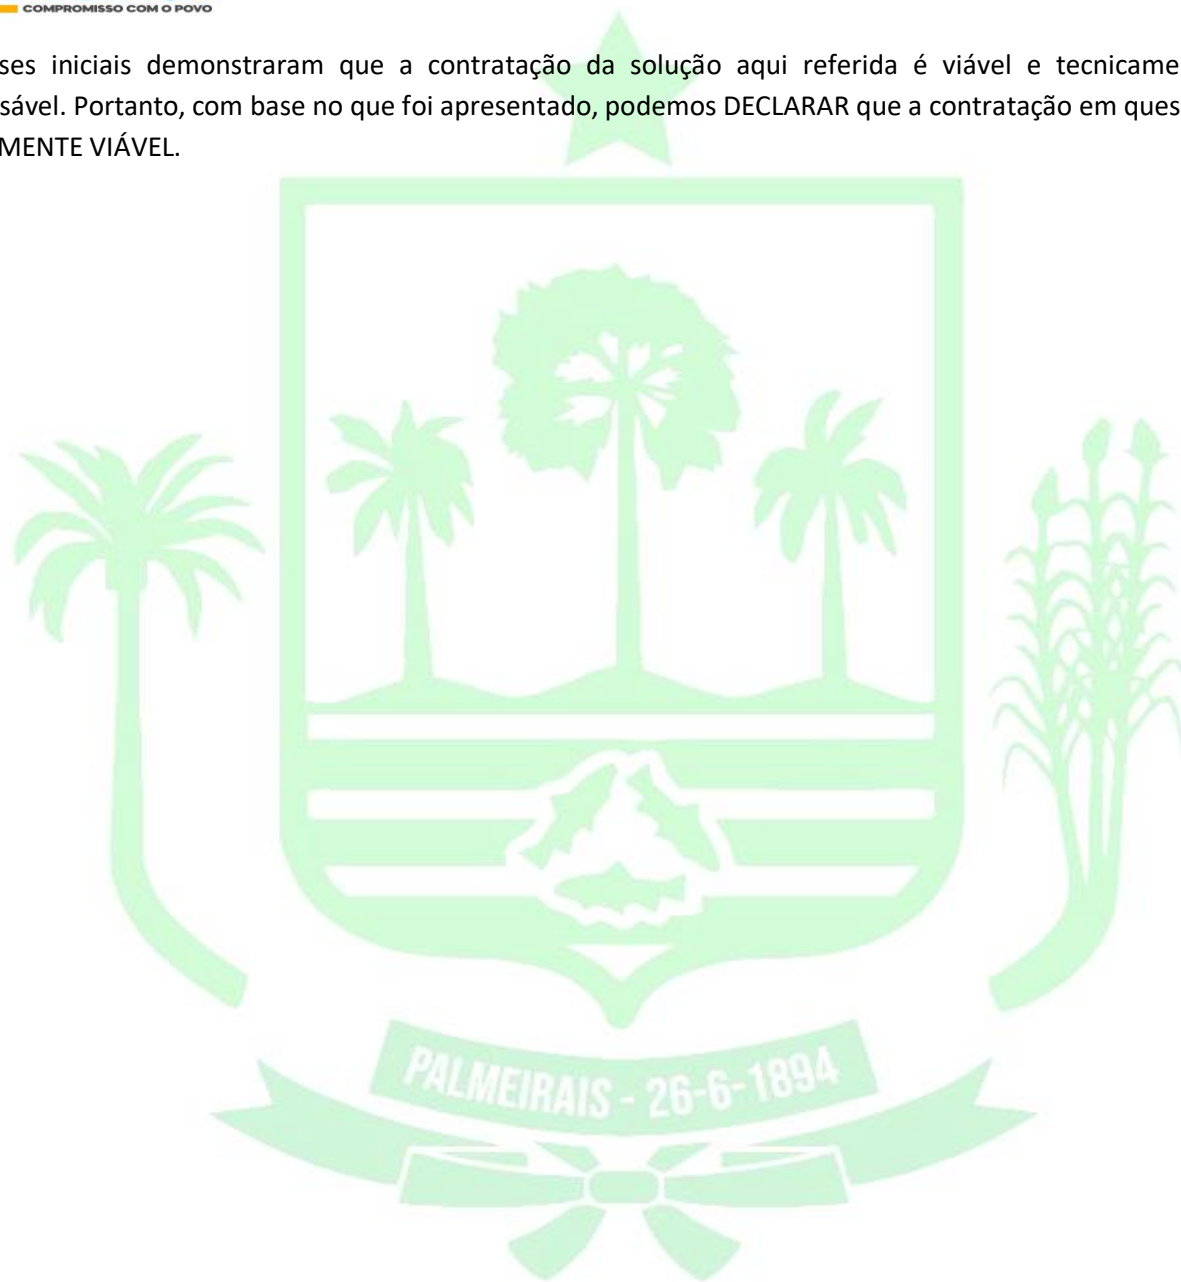 COMPROMISSO COM O POVO
ses iniciais demonstraram que a contratação da solução aqui referida é viável e tecnicame
sável. Portanto, com base no que foi apresentado, podemos DECLARAR que a contratação em ques
MENTE VIÁVEL.
PALMEIRAIS - 26-6-1894